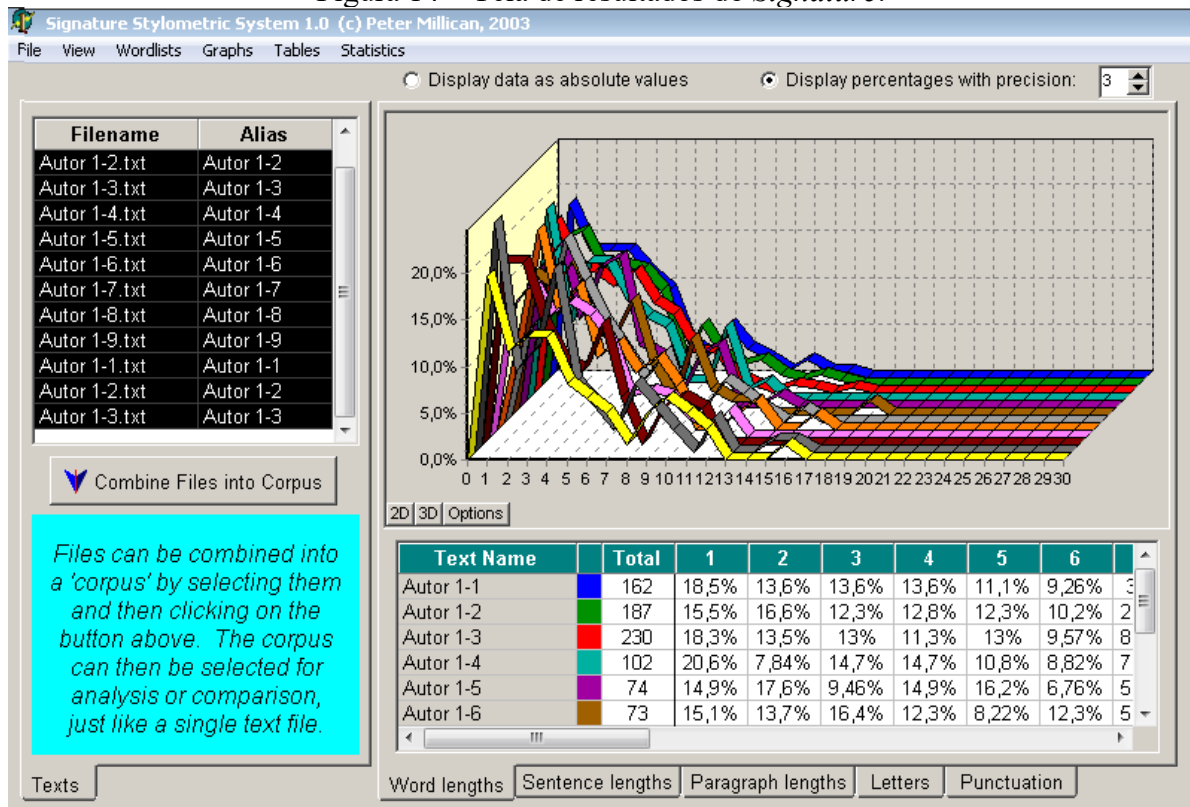 Figura 14 – Tela de resultados do Signature.
Signature Stylometric System 1.0 (c) Peter Millican, 2003
File View Wordlists Graphs Tables Statistics
Display data as absolute values Display percentages with precision: 3
Filename Alias
Autor 1-2.txt Autor 1-2
Autor 1-3.txt Autor 1-3
Autor 1-4.txt Autor 1-4
Autor 1-5.txt Autor 1-5
Autor 1-6.txt Autor 1-6
Autor 1-7.txt Autor 1-7
Autor 1-8.txt Autor 1-8
Autor 1-9.txt Autor 1-9
Autor 1-1.txt Autor 1-1
Autor 1-2.txt Autor 1-2
Autor 1-3.txt Autor 1-3
Combine Files into Corpus
Files can be combined into
a 'corpus' by selecting them
and then clicking on the
button above. The corpus
can then be selected for
analysis or comparison,
just like a single text file.
Texts
20,0%
15,0%
10,0%
5,0%
0,0%
0 1 2 3 4 5 6 7 8 9 10 11 12 13 14 15 16 17 18 19 20 21 22 23 24 25 26 27 28 29 30
2D 3D Options
Text Name Total 1 2 3 4 5 6
Autor 1-1 162 18,5% 13,6% 13,6% 13,6% 11,1% 9,26%
Autor 1-2 187 15,5% 16,6% 12,3% 12,8% 12,3% 10,2% 2
Autor 1-3 230 18,3% 13,5% 13% 11,3% 13% 9,57% 8
Autor 1-4 102 20,6% 7,84% 14,7% 14,7% 10,8% 8,82% 7
Autor 1-5 74 14,9% 17,6% 9,46% 14,9% 16,2% 6,76% 5
Autor 1-6 73 15,1% 13,7% 16,4% 12,3% 8,22% 12,3% 5
Word lengths Sentence lengths Paragraph lengths Letters Punctuation